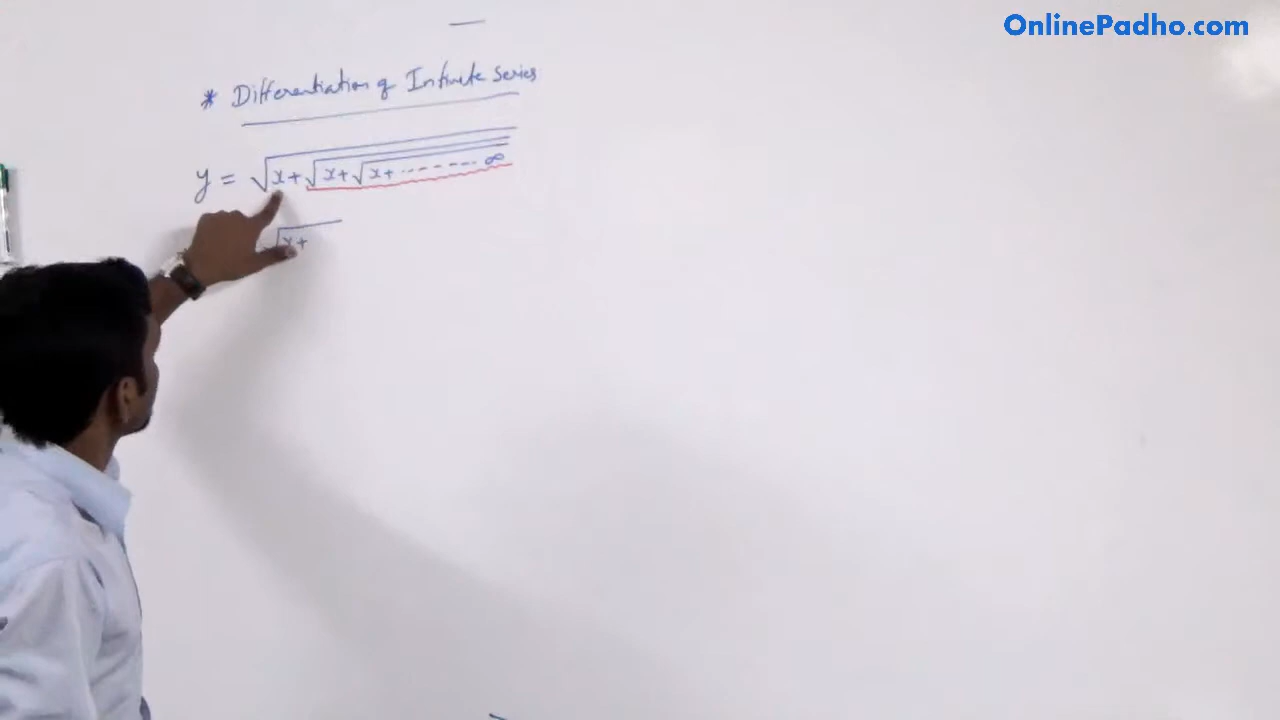 OnlinePadho.com
* Differentiation of Infinite Series
y = √(x+√(x+√(x+-------∞
√x+